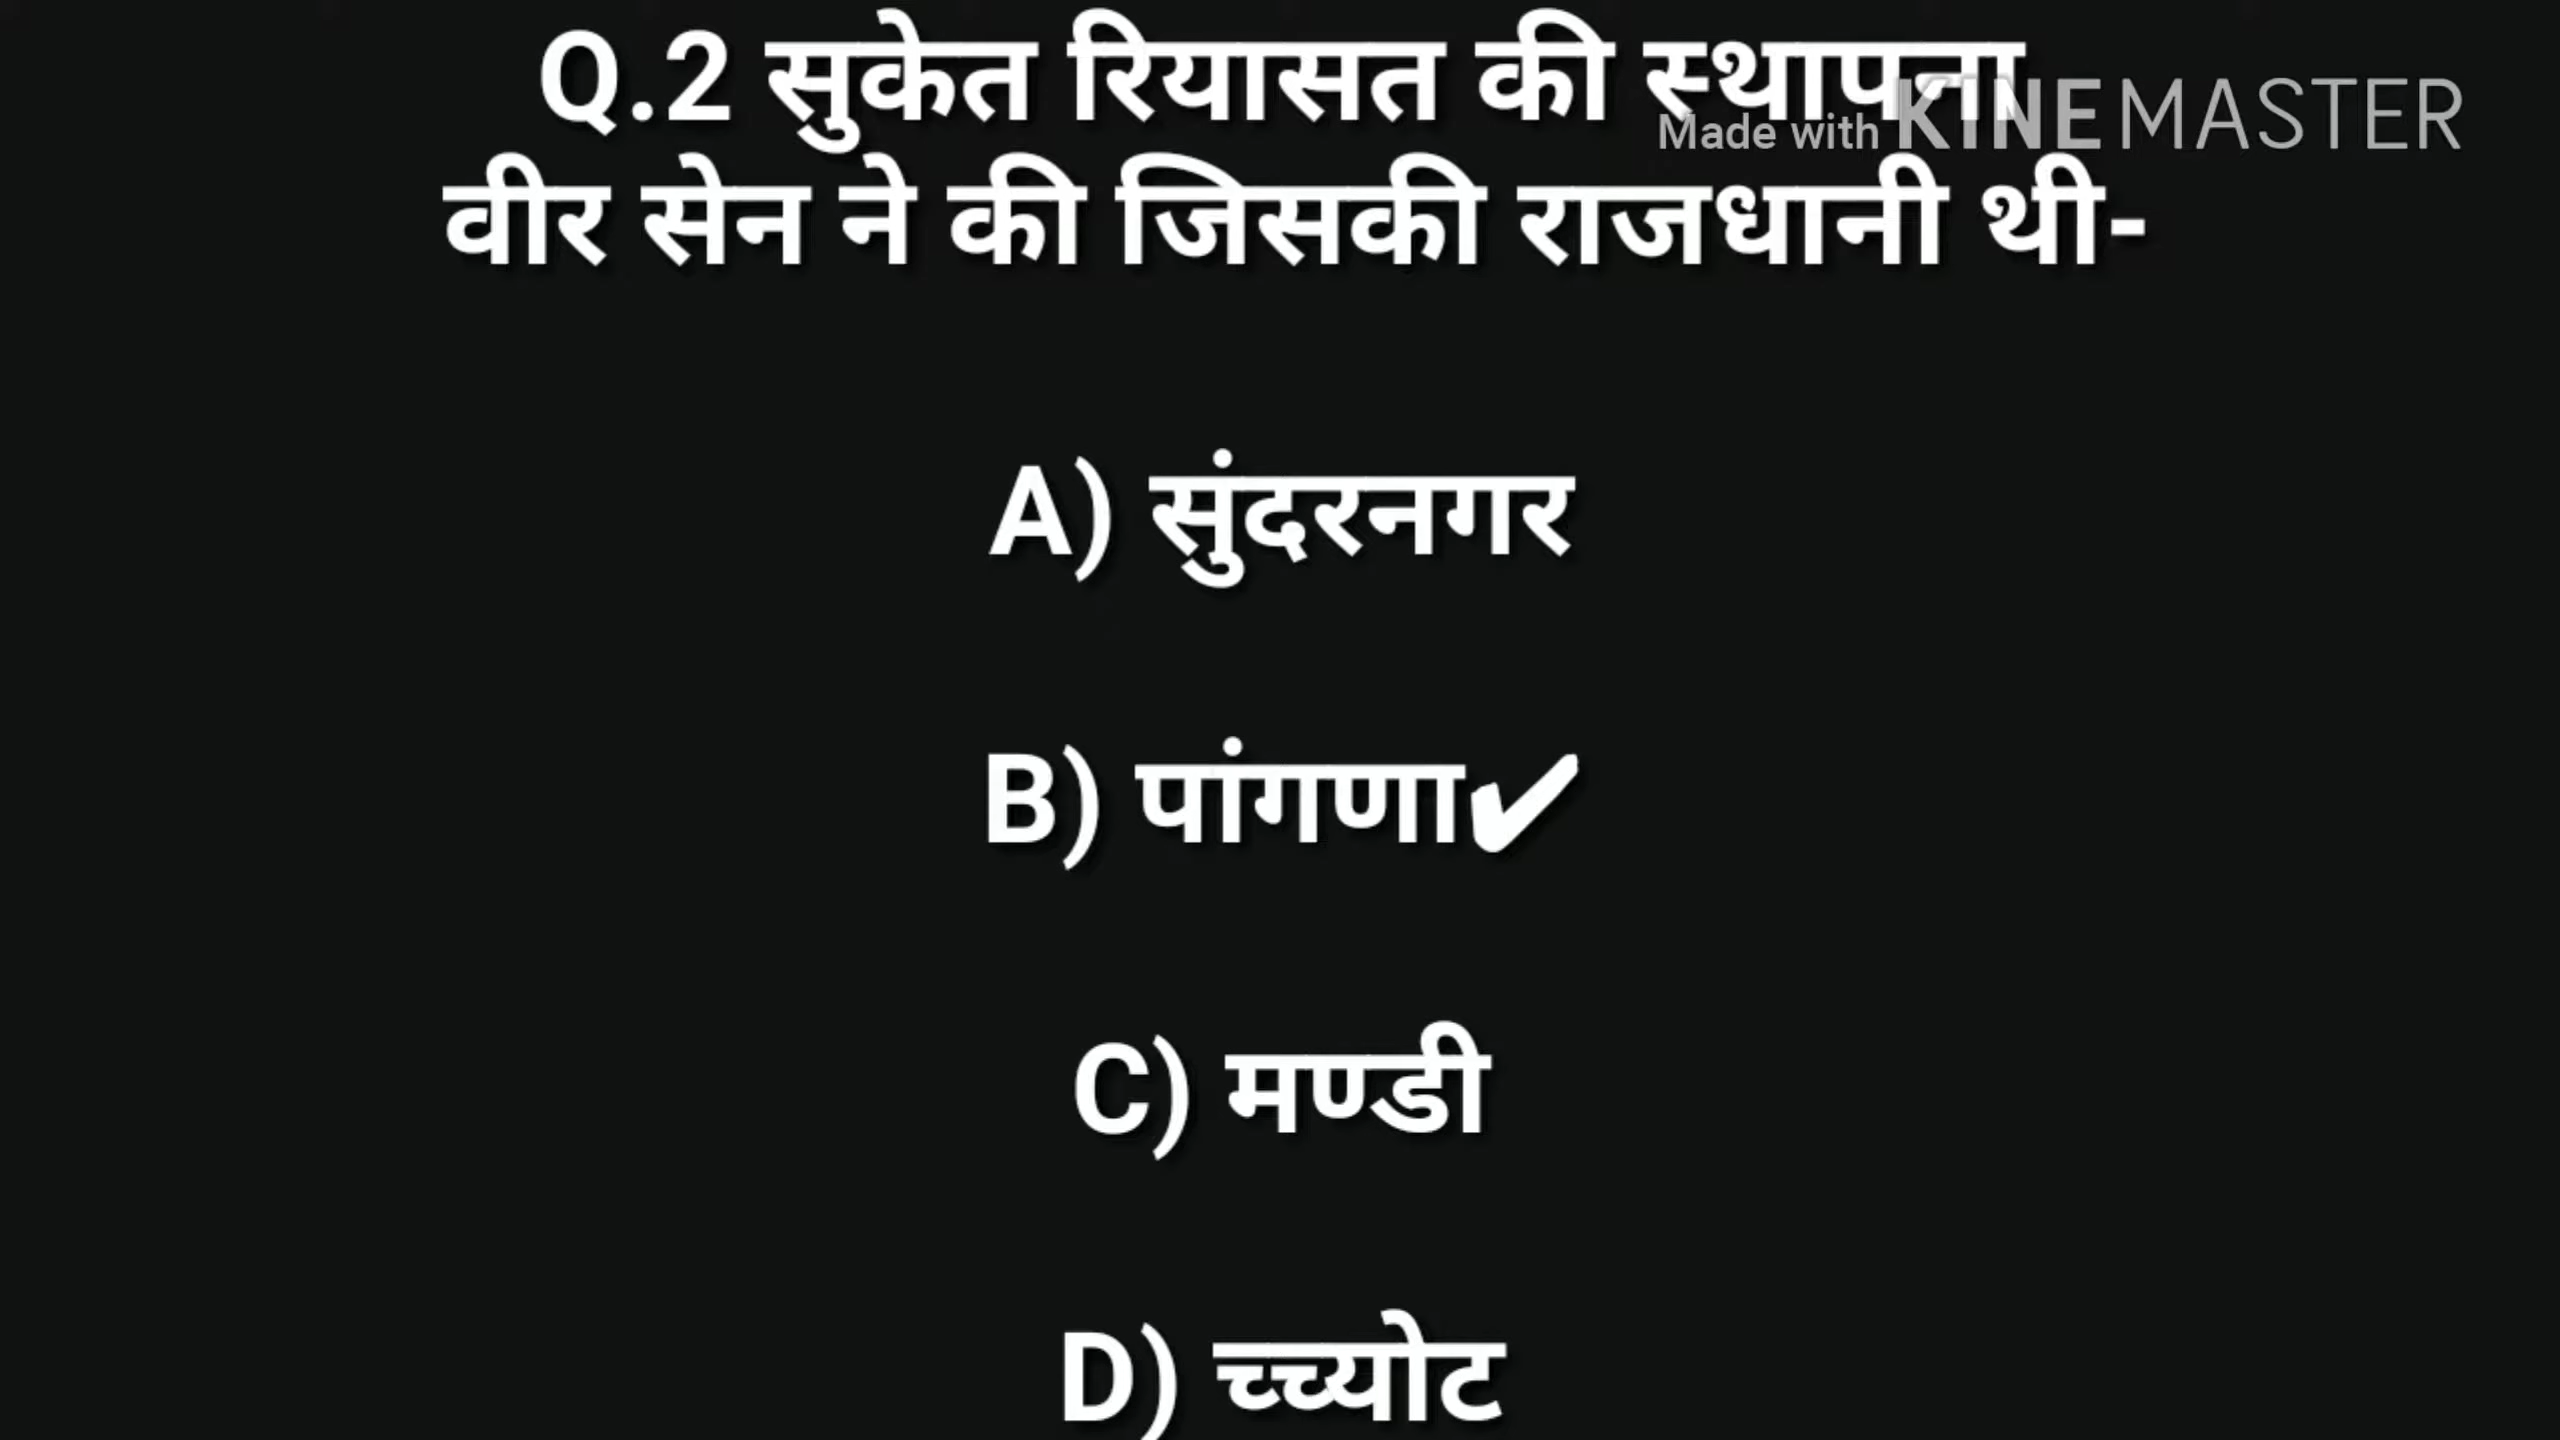 Q.2 सुकेत रियासत की स्थापना
Made with KINEMASTER
वीर सेन ने की जिसकी राजधानी थी-
A) सुंदरनगर
B) पांगणा✔
C) मण्डी
D) च्च्योट